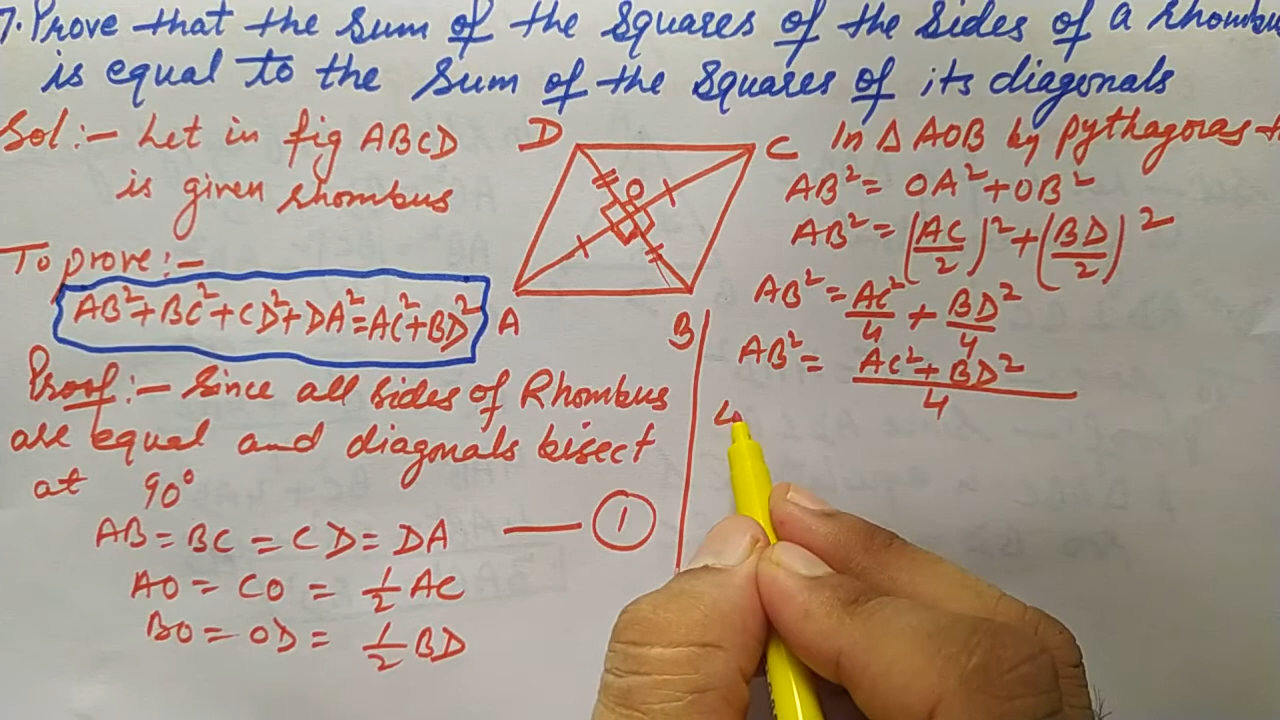 7. Prove that the sum of the squares of the sides of a rhombu
is equal to the sum of the squares of its diagonals
Sol:- Let in fig ABCD
is given rhombus
To prove:-
AB²+BC²+CD²+DA²=AC²+BD²
Proof:- Since all sides of Rhombus
are equal and diagonals bisect
at 90°
AB = BC = CD = DA —— 1
AO = CO = 1/2 AC
BO = OD = 1/2 BD
D
C
O
A
B
In Δ AOB by pythagoras
AB² = OA² + OB²
AB² = (AC/2)² + (BD/2)²
AB² = AC²/4 + BD²/4
AB² = AC² + BD²/4
4